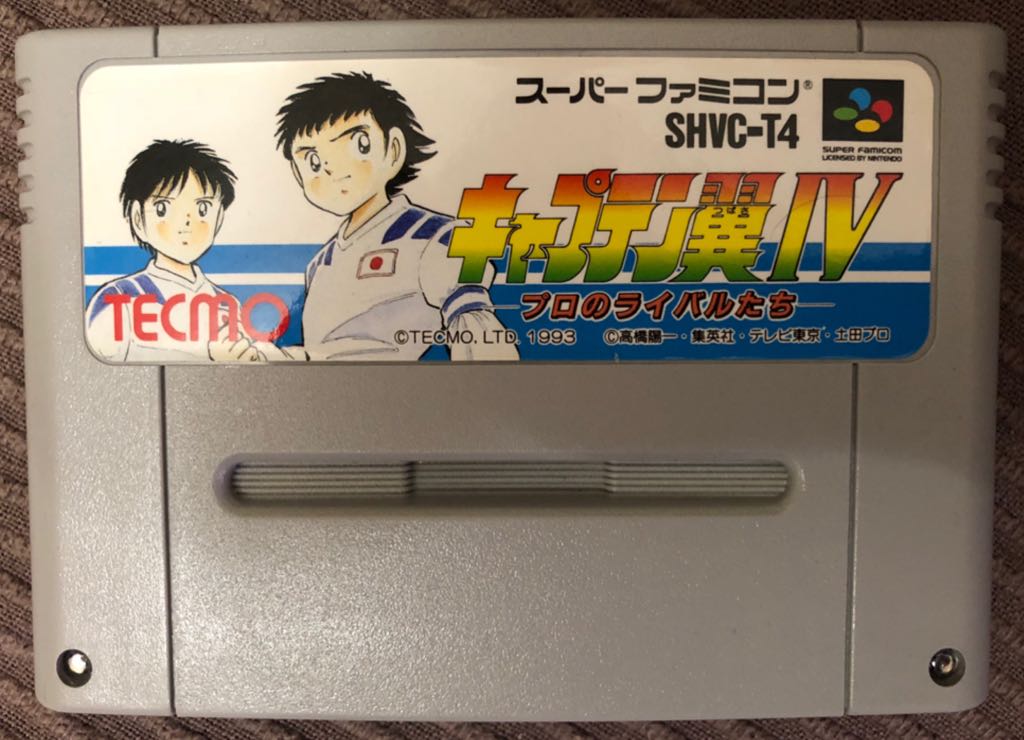 スーパーファミコン®
SHVC-T4
SUPER FAMICOM
LICENSED BY NINTENDO
キャプテン翼IV
つばさ
プロのライバルたち
TECMO
©TECMO, LTD. 1993 ©高橋陽一・集英社・テレビ東京・土田プロ